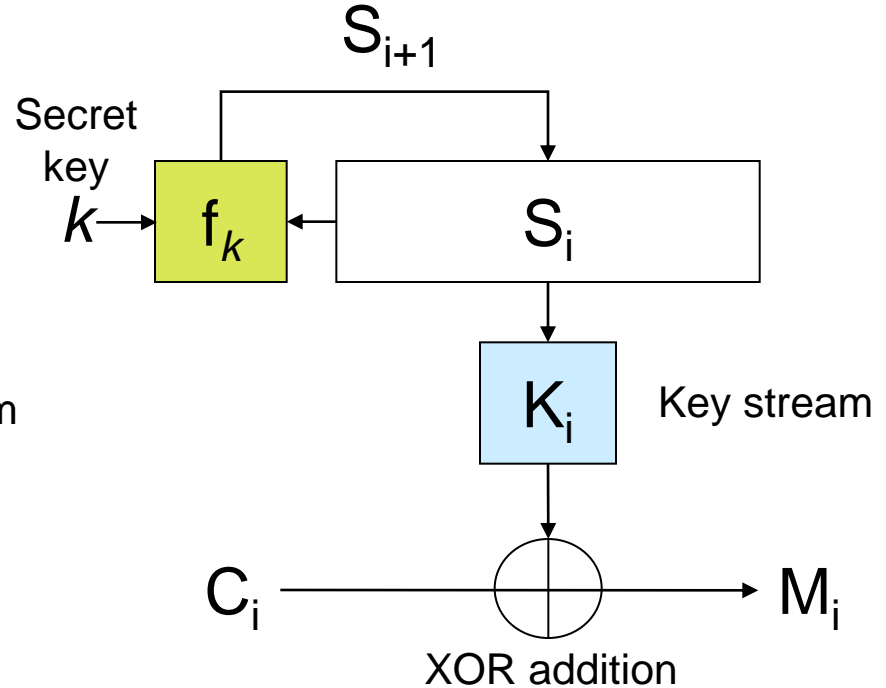 S_{i+1}
Secret
key
k
f_k
S_i
m
K_i
Key stream
C_i
M_i
XOR addition